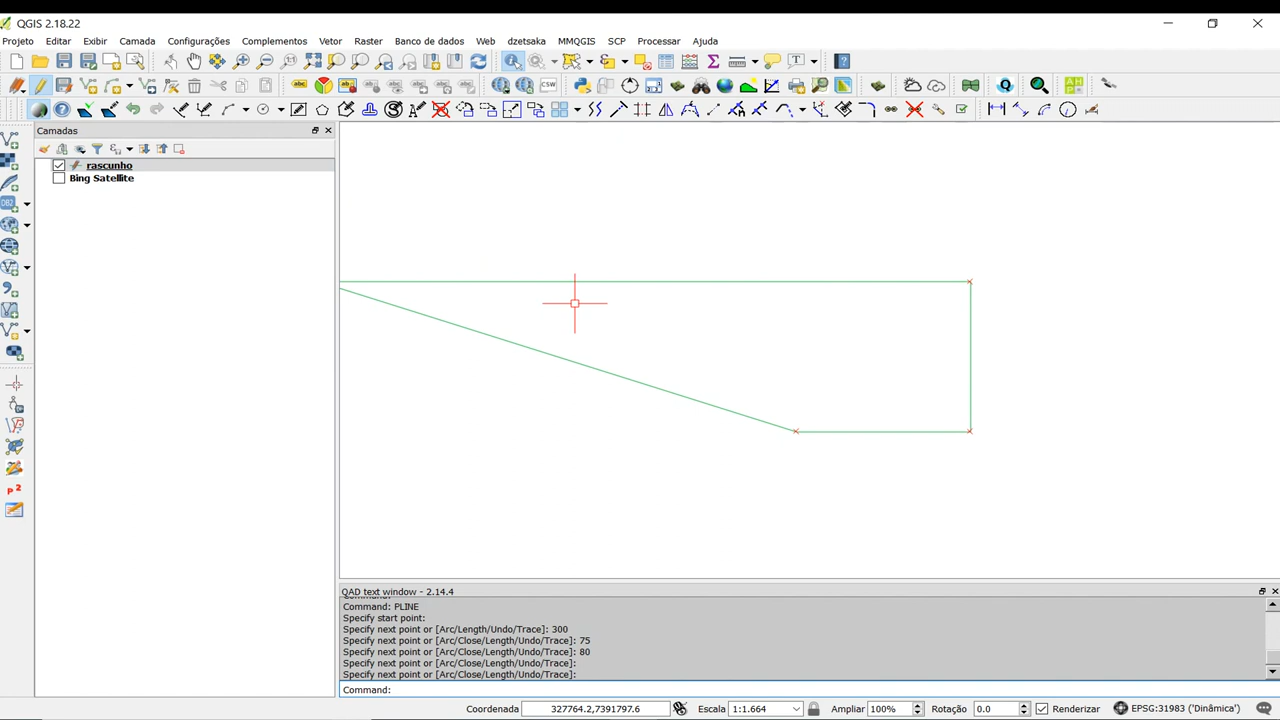 QGIS 2.18.22
Projeto Editar Exibir Camada Configurações Complementos Vetor Raster Banco de dados Web dzetsaka MMQGIS SCP Processar Ajuda
Camadas
rascunho
Bing Satellite
QAD text window - 2.14.4
Command: PLINE
Specify start point:
Specify next point or [Arc/Length/Undo/Trace]: 300
Specify next point or [Arc/Close/Length/Undo/Trace]: 75
Specify next point or [Arc/Close/Length/Undo/Trace]: 80
Specify next point or [Arc/Close/Length/Undo/Trace]:
Specify next point or [Arc/Close/Length/Undo/Trace]:
Command:
Coordenada 327764.2,7391797.6 Escala 1:1.664 Ampliar 100% Rotação 0.0 Renderizar EPSG:31983 ('Dinâmica')